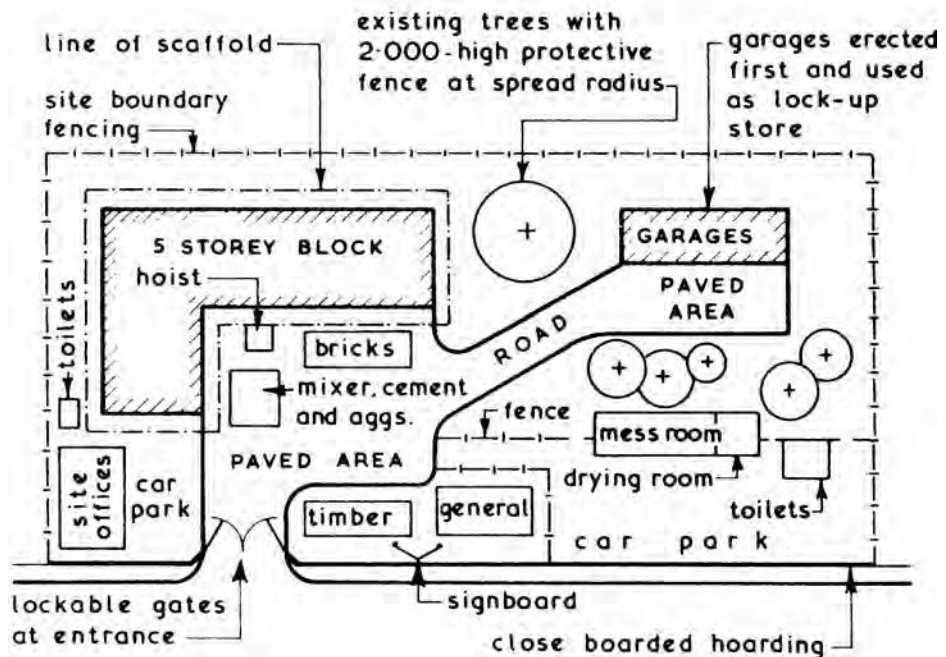 line of scaffold
existing trees with
2·000-high protective
fence at spread radius
garages erected
first and used
as lock-up
store
site boundary
fencing
5 STOREY BLOCK
hoist
GARAGES
PAVED
AREA
toilets
bricks
ROAD
mixer, cement
and aggs.
fence
mess room
PAVED AREA
drying room
site
offices
car
park
timber
general
toilets
car park
lockable gates
at entrance
signboard
close boarded hoarding